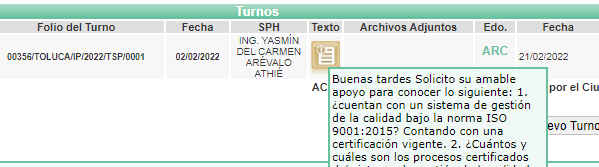 Turnos
Folio del Turno Fecha SPH Texto Archivos Adjuntos Edo. Fecha
00356/TOLUCA/IP/2022/TSP/0001 02/02/2022 ING. YASMÍN DEL CARMEN ARÉVALO ATHIÉ ARC 21/02/2022
Buenas tardes Solicito su amable
apoyo para conocer lo siguiente: 1.
¿cuentan con un sistema de gestión
de la calidad bajo la norma ISO
9001:2015? Contando con una
certificación vigente. 2. ¿Cuántos y
cuáles son los procesos certificados
AC
por el Ciu
evo Turno